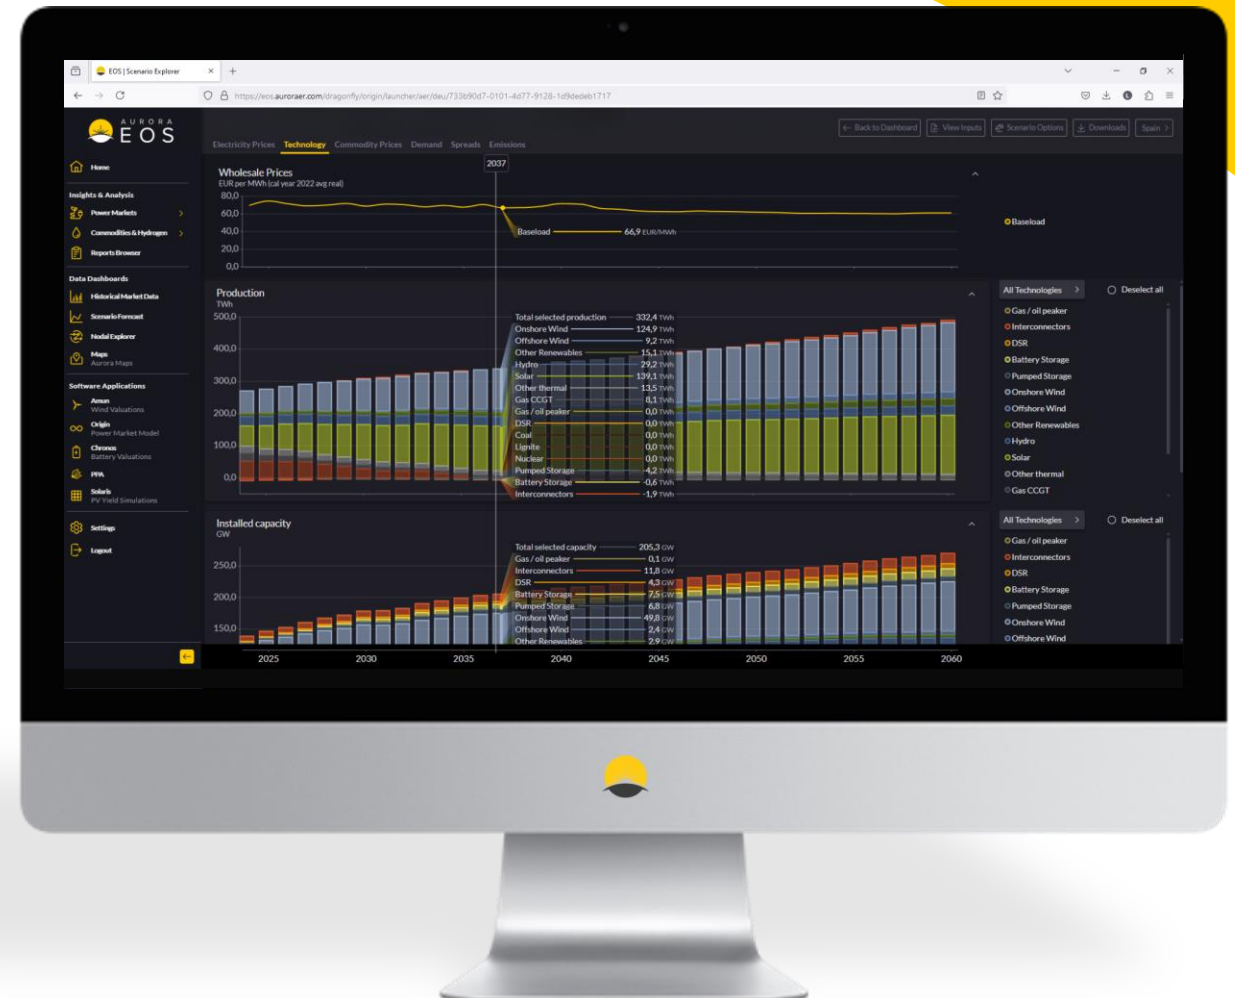 EOS | Scenario Explorer
https://eos.auroraer.com/dragonfly/origin/launcher/aer/deu/733b90d7-0101-4d77-9128-1d9dedeb1717
AURORA
EOS
Back to Dashboard
View Inputs
Scenario Options
Downloads
Spain
Electricity Prices Technology Commodity Prices Demand Spreads Emissions
Home
Insights & Analysis
Power Markets
Commodities & Hydrogen
Reports Browser
Data Dashboards
Historical Market Data
Scenario Forecast
Nodal Explorer
Maps
Aurora Maps
Software Applications
Amun
Wind Valuations
Origin
Power Market Model
Chronos
Battery Valuations
PPA
Solaris
PV Yield Simulations
Settings
Logout
2037
Wholesale Prices
EUR per MWh (cal year 2022 avg real)
80,0
60,0
40,0
20,0
0,0
Baseload 66,9 EUR/MWh
Baseload
Production
TWh
500,0
400,0
300,0
200,0
100,0
0,0
Total selected production 332,4 TWh
Onshore Wind 124,9 TWh
Offshore Wind 9,2 TWh
Other Renewables 15,1 TWh
Hydro 29,2 TWh
Solar 139,1 TWh
Other thermal 13,5 TWh
Gas CCGT 8,1 TWh
Gas / oil peaker 0,0 TWh
DSR 0,0 TWh
Coal 0,0 TWh
Lignite 0,0 TWh
Nuclear 0,0 TWh
Pumped Storage -4,2 TWh
Battery Storage -0,6 TWh
Interconnectors -1,9 TWh
All Technologies
Deselect all
Gas / oil peaker
Interconnectors
DSR
Battery Storage
Pumped Storage
Onshore Wind
Offshore Wind
Other Renewables
Hydro
Solar
Other thermal
Gas CCGT
Installed capacity
GW
250,0
200,0
150,0
Total selected capacity 205,3 GW
Gas / oil peaker 0,1 GW
Interconnectors 11,8 GW
DSR 4,3 GW
Battery Storage 7,5 GW
Pumped Storage 6,8 GW
Onshore Wind 49,8 GW
Offshore Wind 2,4 GW
Other Renewables 2,9 GW
All Technologies
Deselect all
Gas / oil peaker
Interconnectors
DSR
Battery Storage
Pumped Storage
Onshore Wind
Offshore Wind
2025 2030 2035 2040 2045 2050 2055 2060